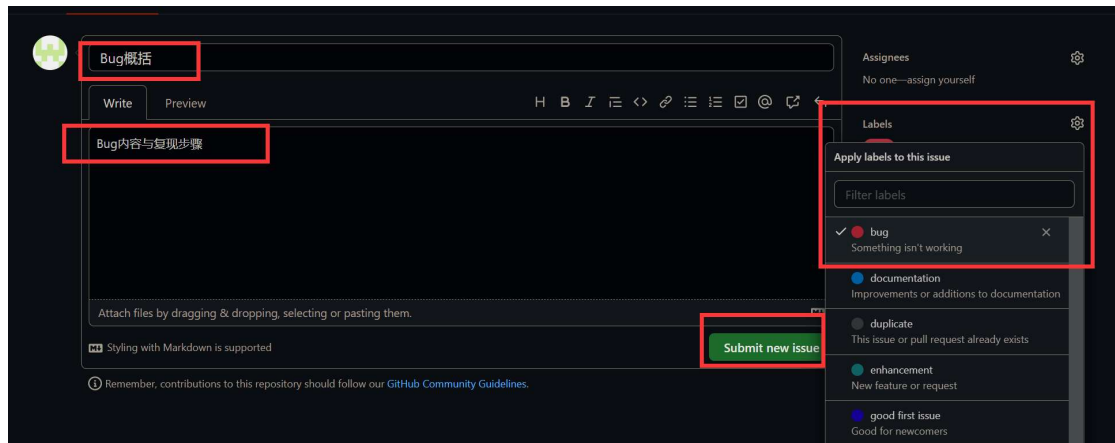 Bug概括
Write
Preview
Bug内容与复现步骤
Attach files by dragging & dropping, selecting or pasting them.
Styling with Markdown is supported
Submit new issue
Remember, contributions to this repository should follow our GitHub Community Guidelines.
Assignees
No one—assign yourself
Labels
Apply labels to this issue
Filter labels
bug
Something isn't working
documentation
Improvements or additions to documentation
duplicate
This issue or pull request already exists
enhancement
New feature or request
good first issue
Good for newcomers